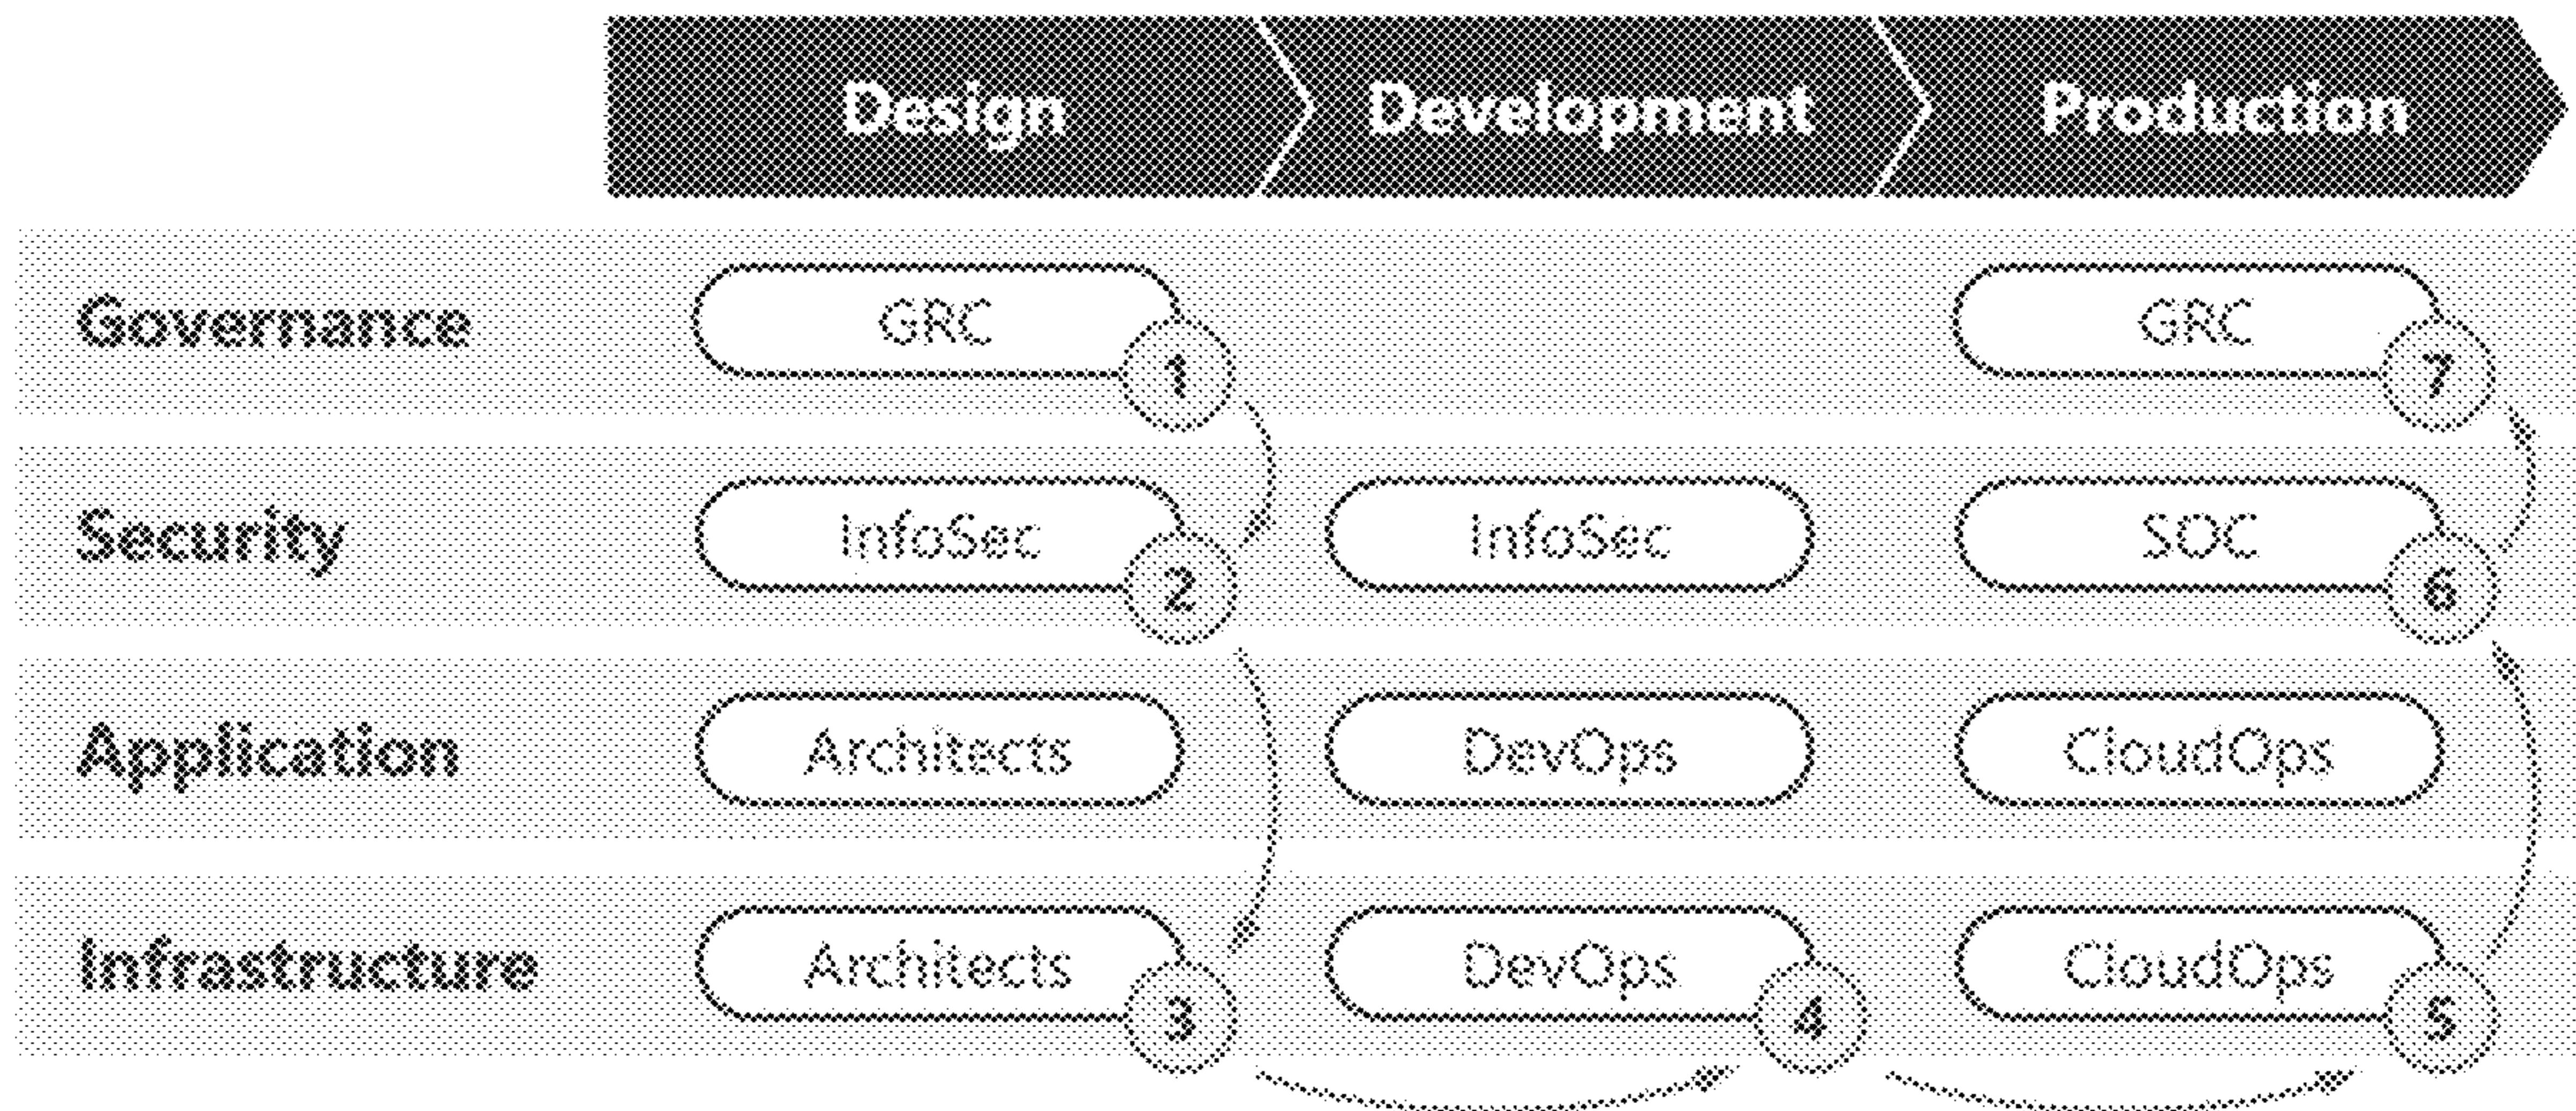 Design Development Production
Governance GRC 1 GRC 7
Security InfoSec 2 InfoSec SOC 6
Application Architects DevOps CloudOps
Infrastructure Architects 3 DevOps 4 CloudOps 5